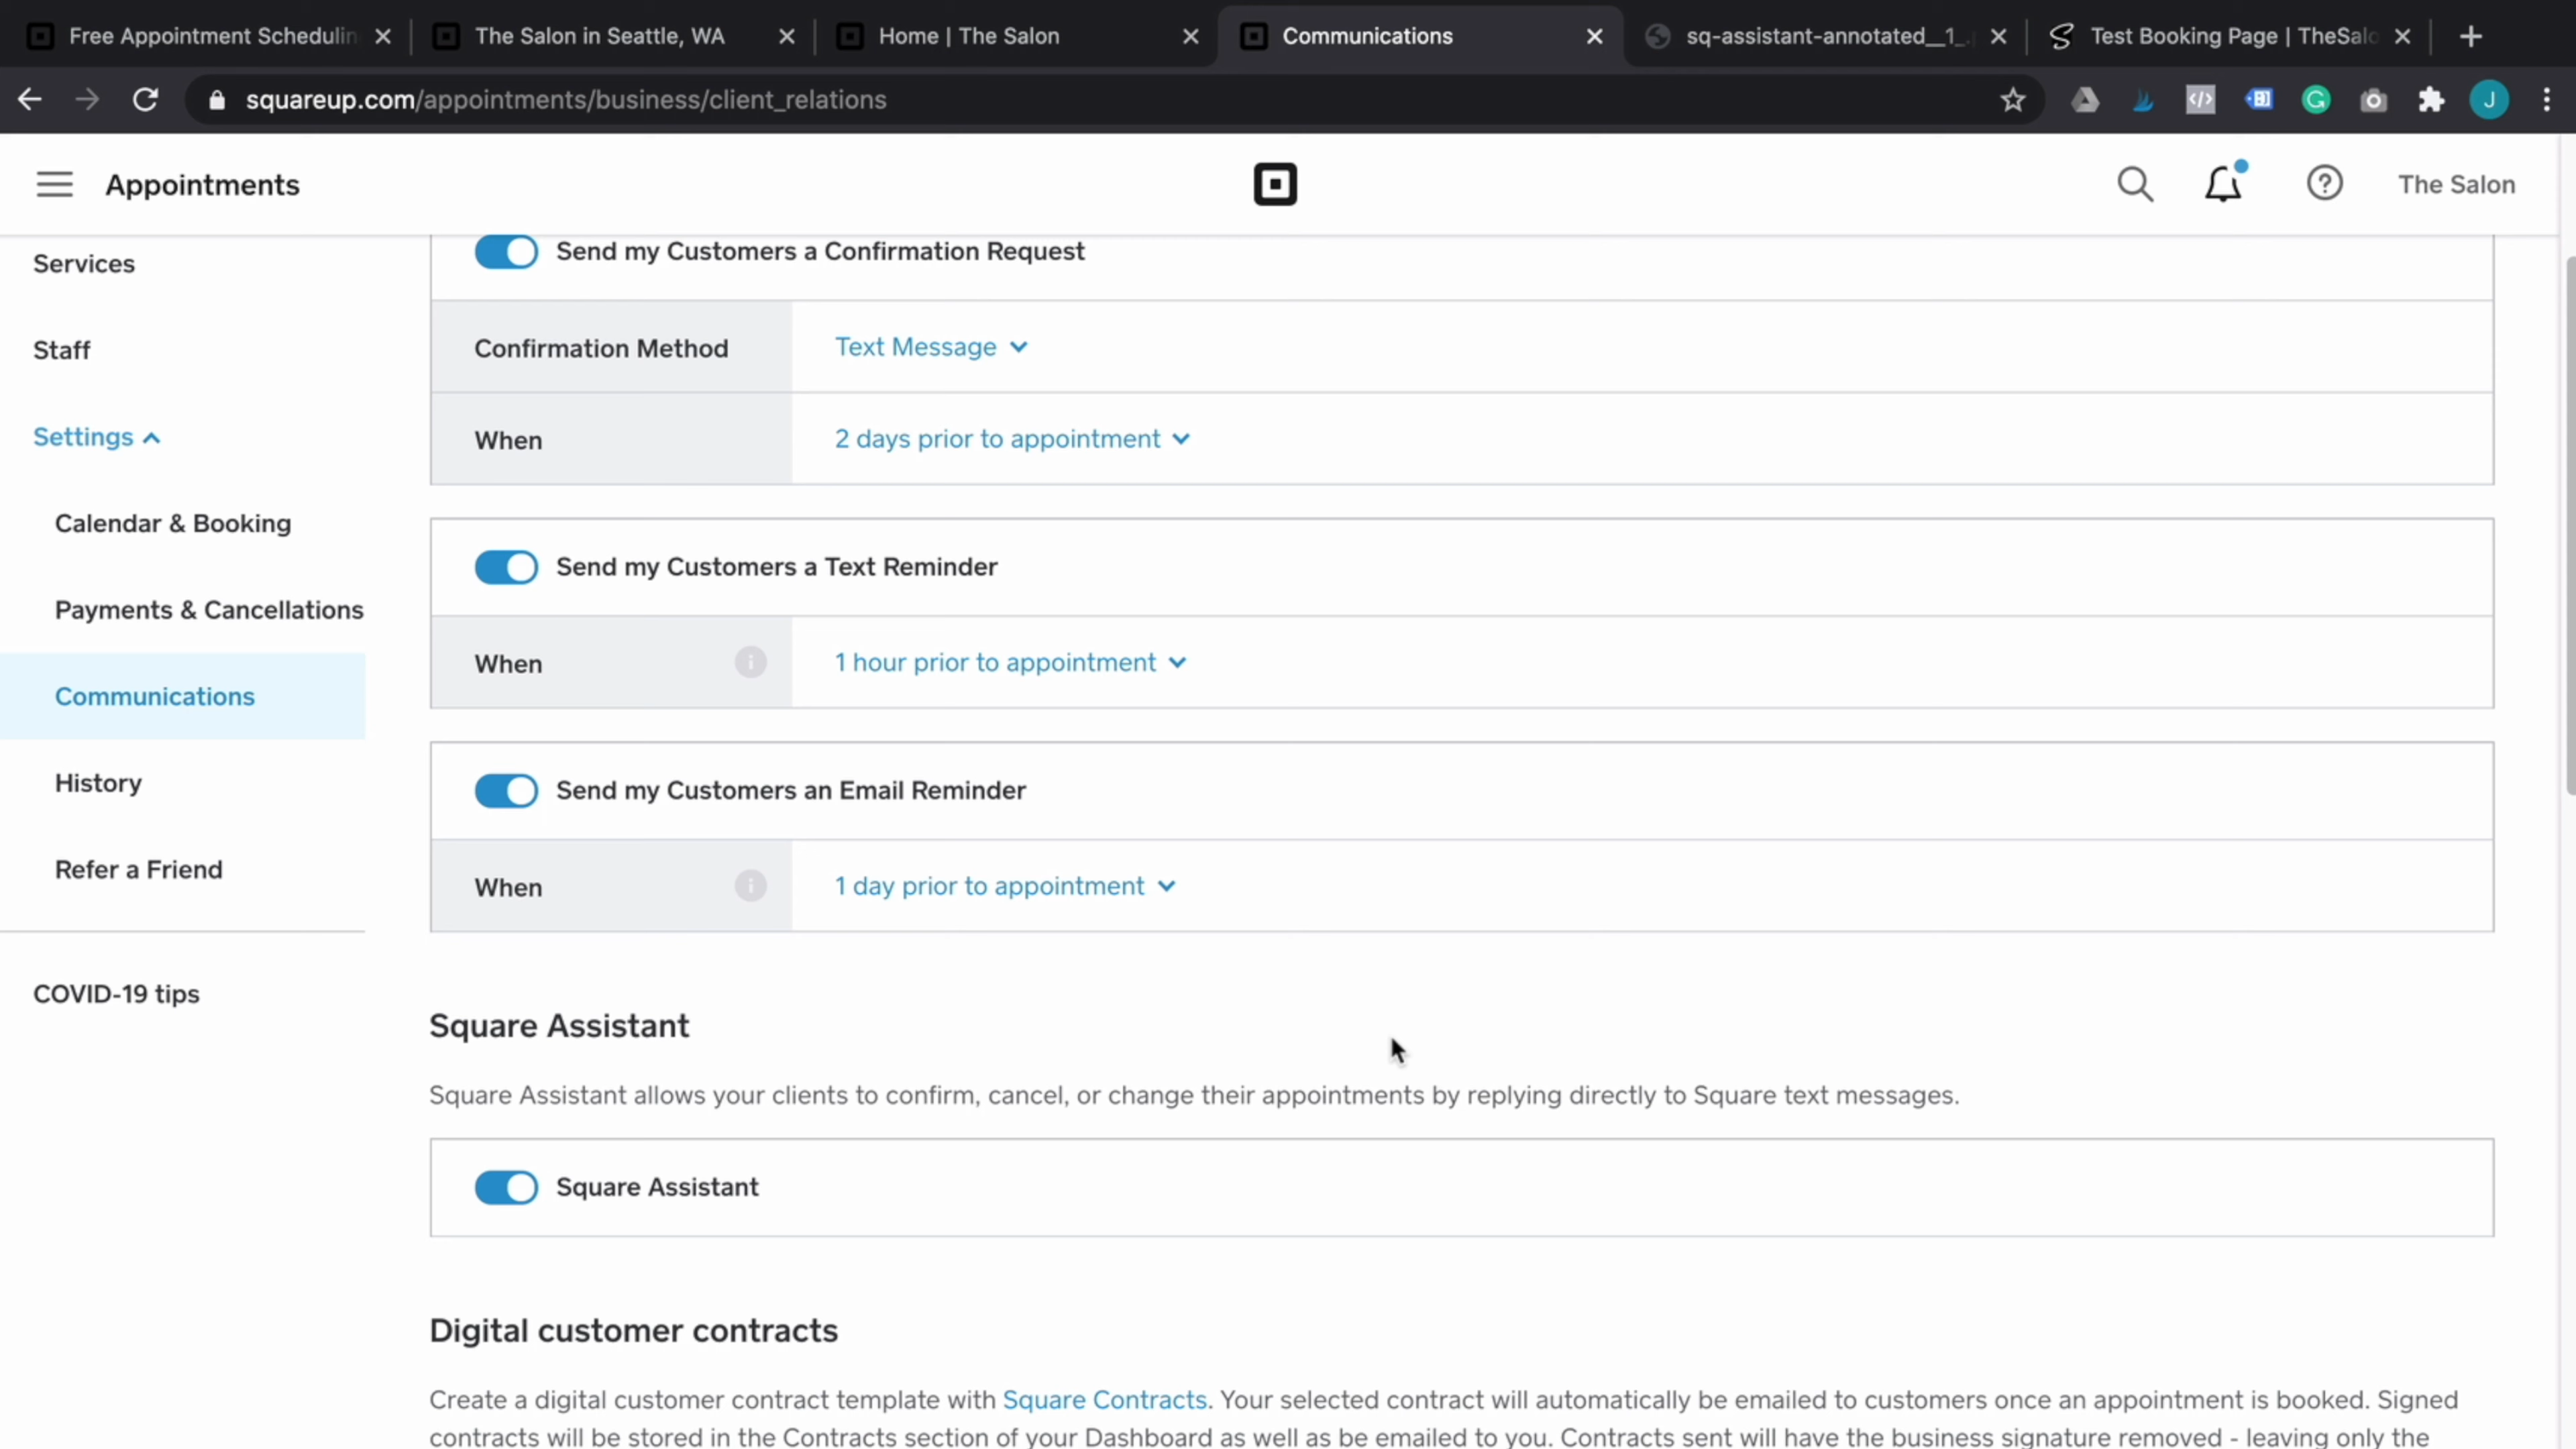 Free Appointment Schedulin
The Salon in Seattle, WA
Home | The Salon
Communications
sq-assistant-annotated__1_.
Test Booking Page | TheSalo
squareup.com/appointments/business/client_relations
J
Appointments
The Salon
Services
Staff
Settings
Calendar & Booking
Payments & Cancellations
Communications
History
Refer a Friend
COVID-19 tips
Send my Customers a Confirmation Request
Confirmation Method
Text Message
When
2 days prior to appointment
Send my Customers a Text Reminder
When
1 hour prior to appointment
Send my Customers an Email Reminder
When
1 day prior to appointment
Square Assistant
Square Assistant allows your clients to confirm, cancel, or change their appointments by replying directly to Square text messages.
Square Assistant
Digital customer contracts
Create a digital customer contract template with Square Contracts. Your selected contract will automatically be emailed to customers once an appointment is booked. Signed
contracts will be stored in the Contracts section of your Dashboard as well as be emailed to you. Contracts sent will have the business signature removed - leaving only the